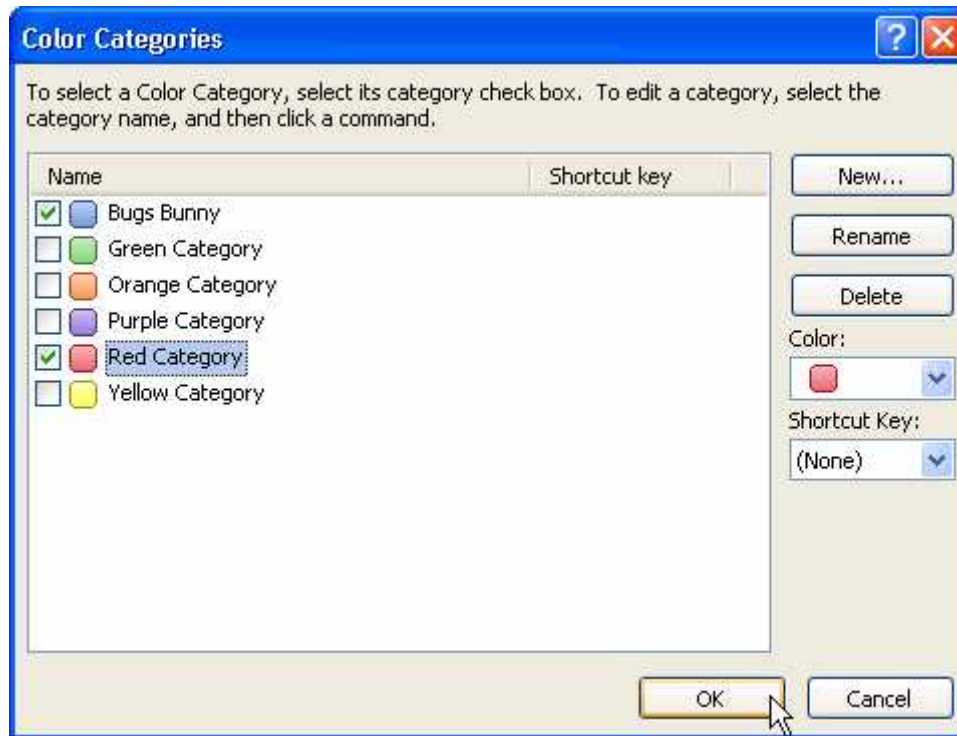 Color Categories
To select a Color Category, select its category check box.  To edit a category, select the
category name, and then click a command.
Name Shortcut key
Bugs Bunny
Green Category
Orange Category
Purple Category
Red Category
Yellow Category
New...
Rename
Delete
Color:
Shortcut Key:
(None)
OK Cancel